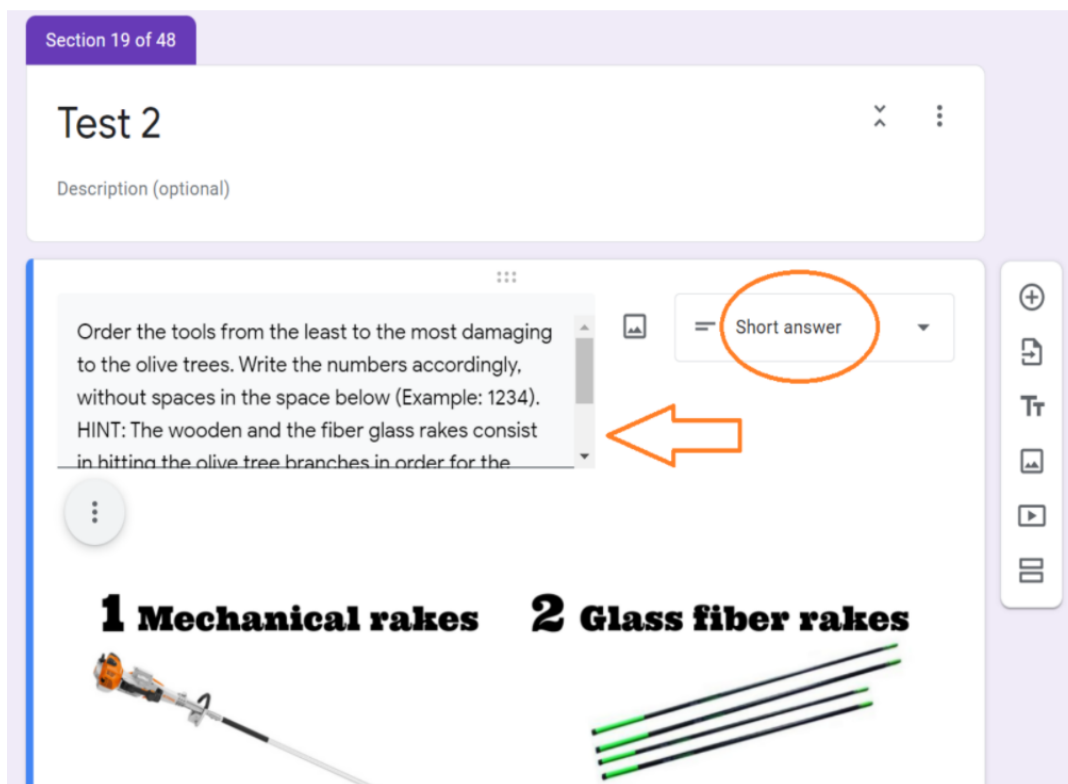 Section 19 of 48
Test 2
Description (optional)
Order the tools from the least to the most damaging
to the olive trees. Write the numbers accordingly,
without spaces in the space below (Example: 1234).
HINT: The wooden and the fiber glass rakes consist
in hitting the olive tree branches in order for the
Short answer
1 Mechanical rakes
2 Glass fiber rakes